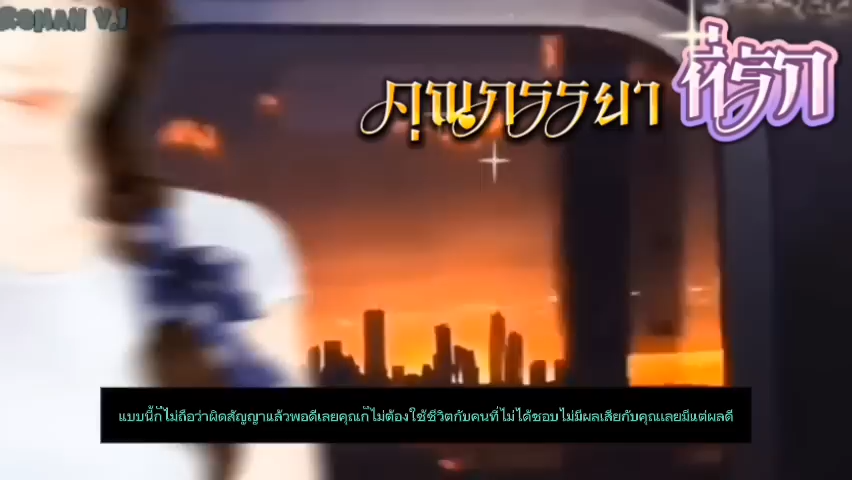 ROMAN V.1
คุณภรรยา ที่รัก
แบบนี้ก็ไม่ถือว่าผิดสัญญาแล้วพอดีเลยคุณก็ไม่ต้องใช้ชีวิตกับคนที่ไม่ได้ชอบไม่มีผลเสียกับคุณเลยมีแต่ผลดี